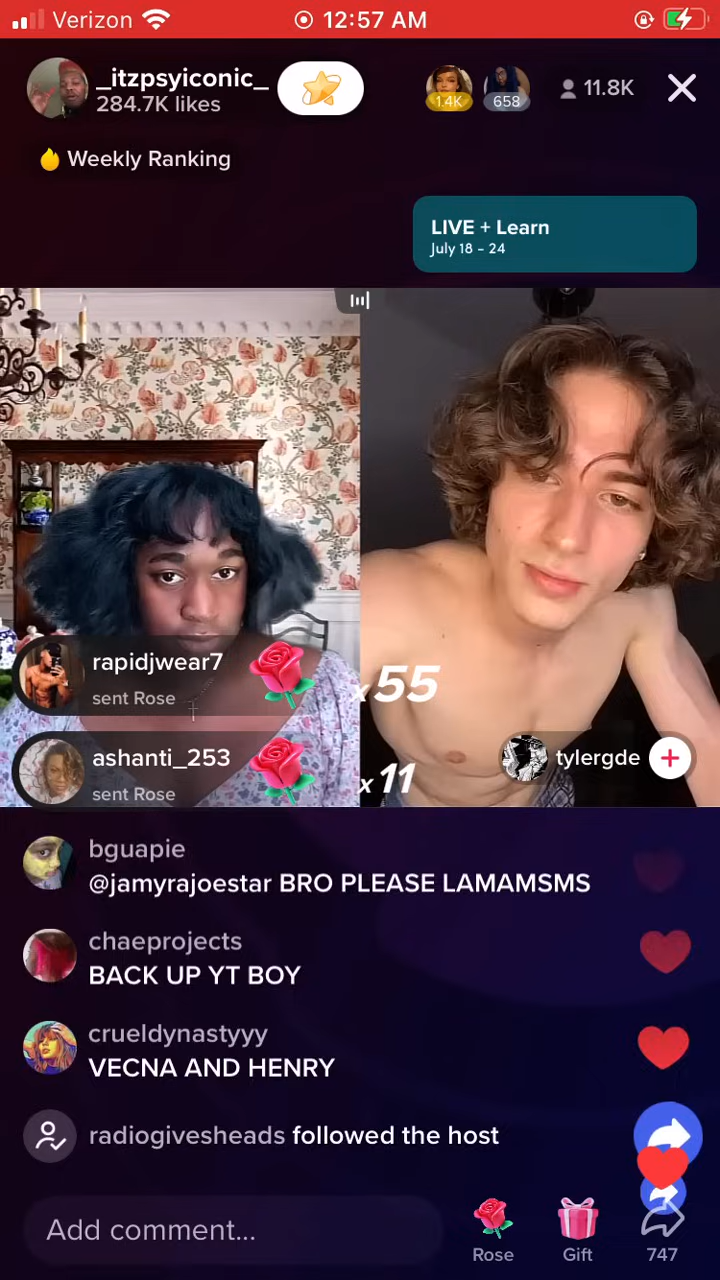 Verizon 12:57 AM
_itzpsyiconic_
284.7K likes
1.4K 658 11.8K
Weekly Ranking
LIVE + Learn
July 18 - 24
rapidjwear7
sent Rose
x55
ashanti_253
sent Rose
x11
tylergde
bguapie
@jamyrajoestar BRO PLEASE LAMAMSMS
chaeprojects
BACK UP YT BOY
crueldynastyyy
VECNA AND HENRY
radiogivesheads followed the host
Add comment...
Rose
Gift
747